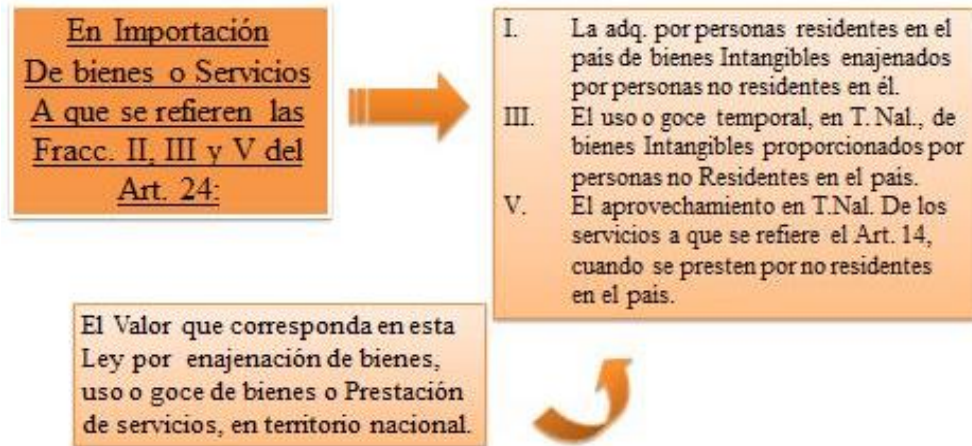 En Importación
De bienes o Servicios
A que se refieren las
Fracc. II, III y V del
Art. 24:
I. La adq. por personas residentes en el
país de bienes Intangibles enajenados
por personas no residentes en él.
III. El uso o goce temporal, en T. Nal., de
bienes Intangibles proporcionados por
personas no Residentes en el país.
V. El aprovechamiento en T.Nal. De los
servicios a que se refiere el Art. 14,
cuando se presten por no residentes
en el país.
El Valor que corresponda en esta
Ley por enajenación de bienes,
uso o goce de bienes o Prestación
de servicios, en territorio nacional.